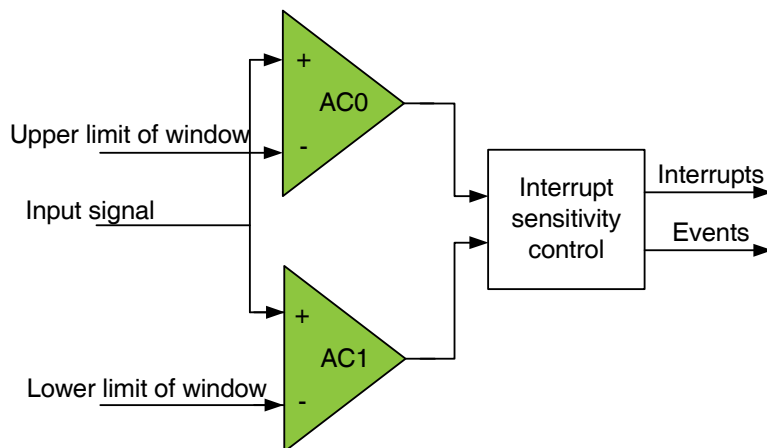 +
AC0
Upper limit of window
-
Input signal
Interrupt
sensitivity
control
Interrupts
Events
+
AC1
Lower limit of window
-